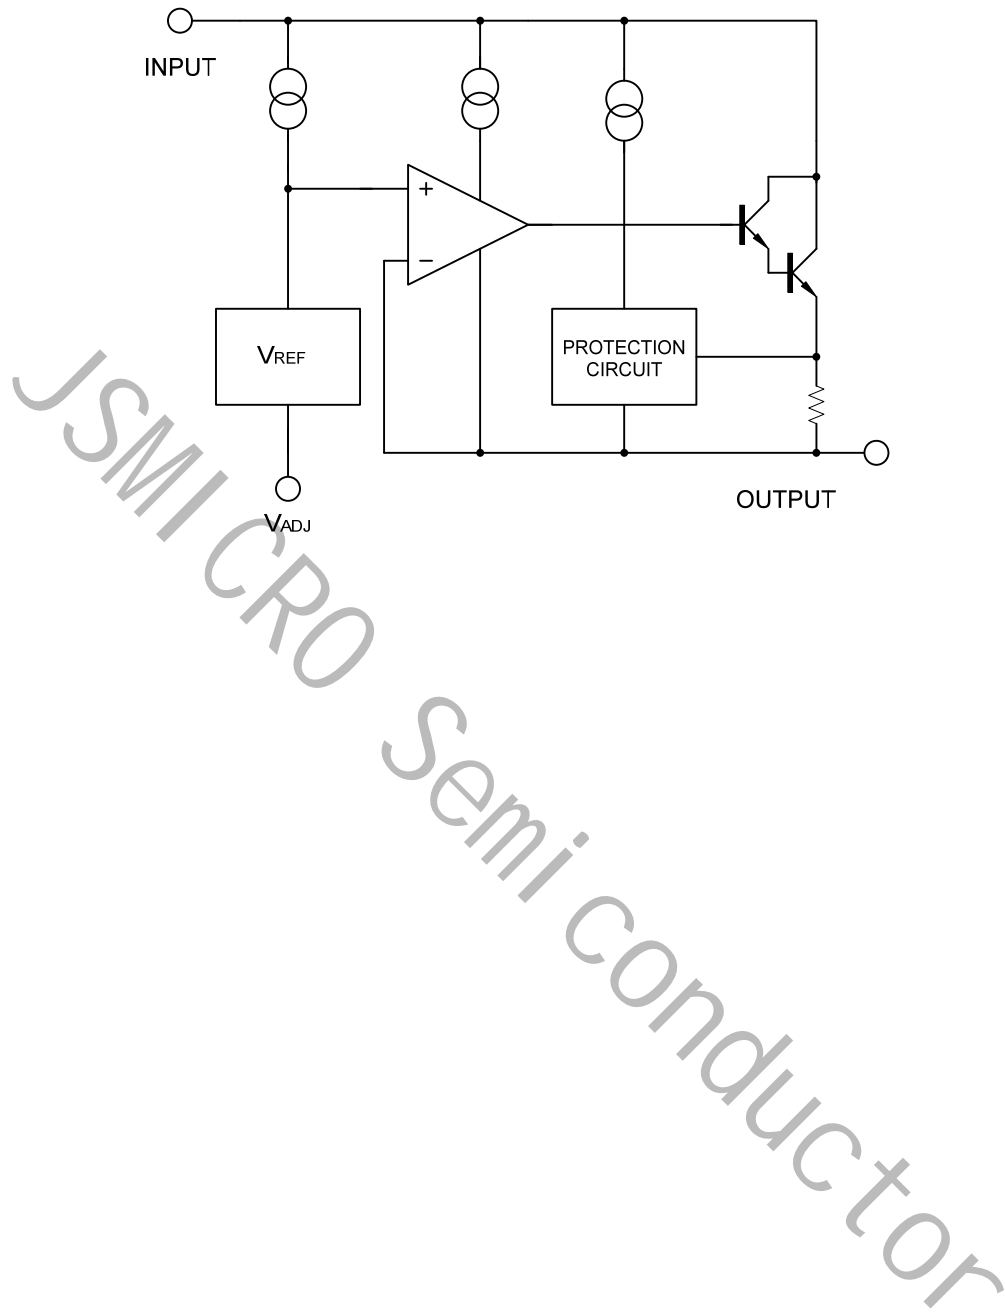 INPUT
+
−
VREF
PROTECTION
CIRCUIT
OUTPUT
VADJ
JSMICRO Semiconductor